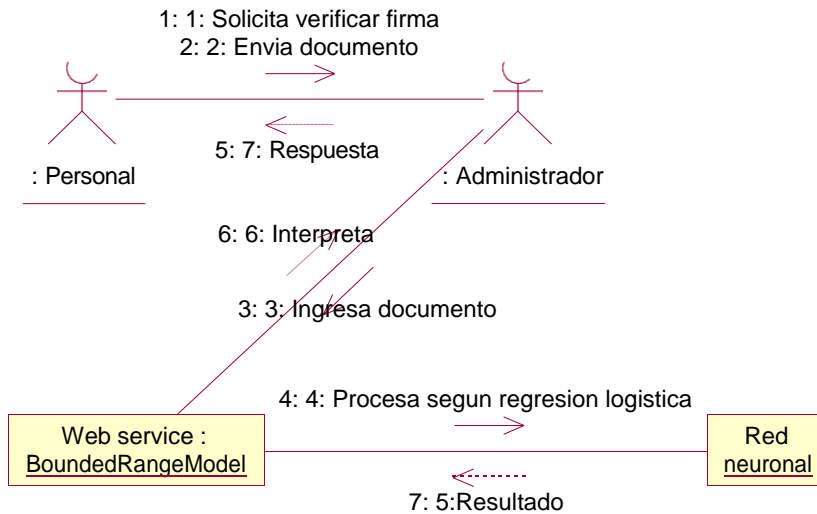 1: 1: Solicita verificar firma
2: 2: Envia documento
5: 7: Respuesta
: Personal
: Administrador
6: 6: Interpreta
3: 3: Ingresa documento
4: 4: Procesa segun regresion logistica
Web service :
BoundedRangeModel
Red
neuronal
7: 5:Resultado